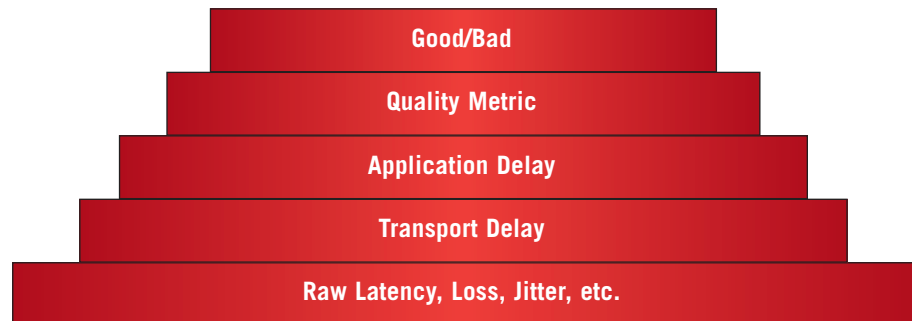 Good/Bad
Quality Metric
Application Delay
Transport Delay
Raw Latency, Loss, Jitter, etc.